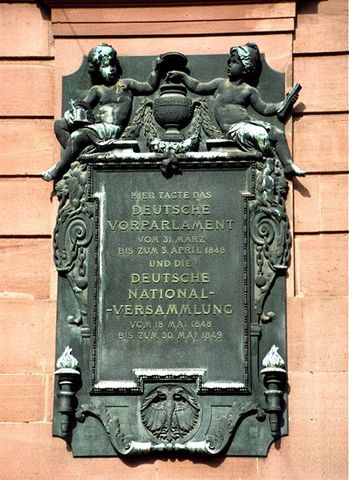 HIER TAGTE DAS
DEUTSCHE
VORPARLAMENT
VOM 31. MÄRZ
BIS ZUM 3. APRIL 1848
UND DIE
DEUTSCHE
NATIONAL-
-VERSAMMLUNG
VOM 18 MAI 1848
BIS ZUM 30 MAI 1849